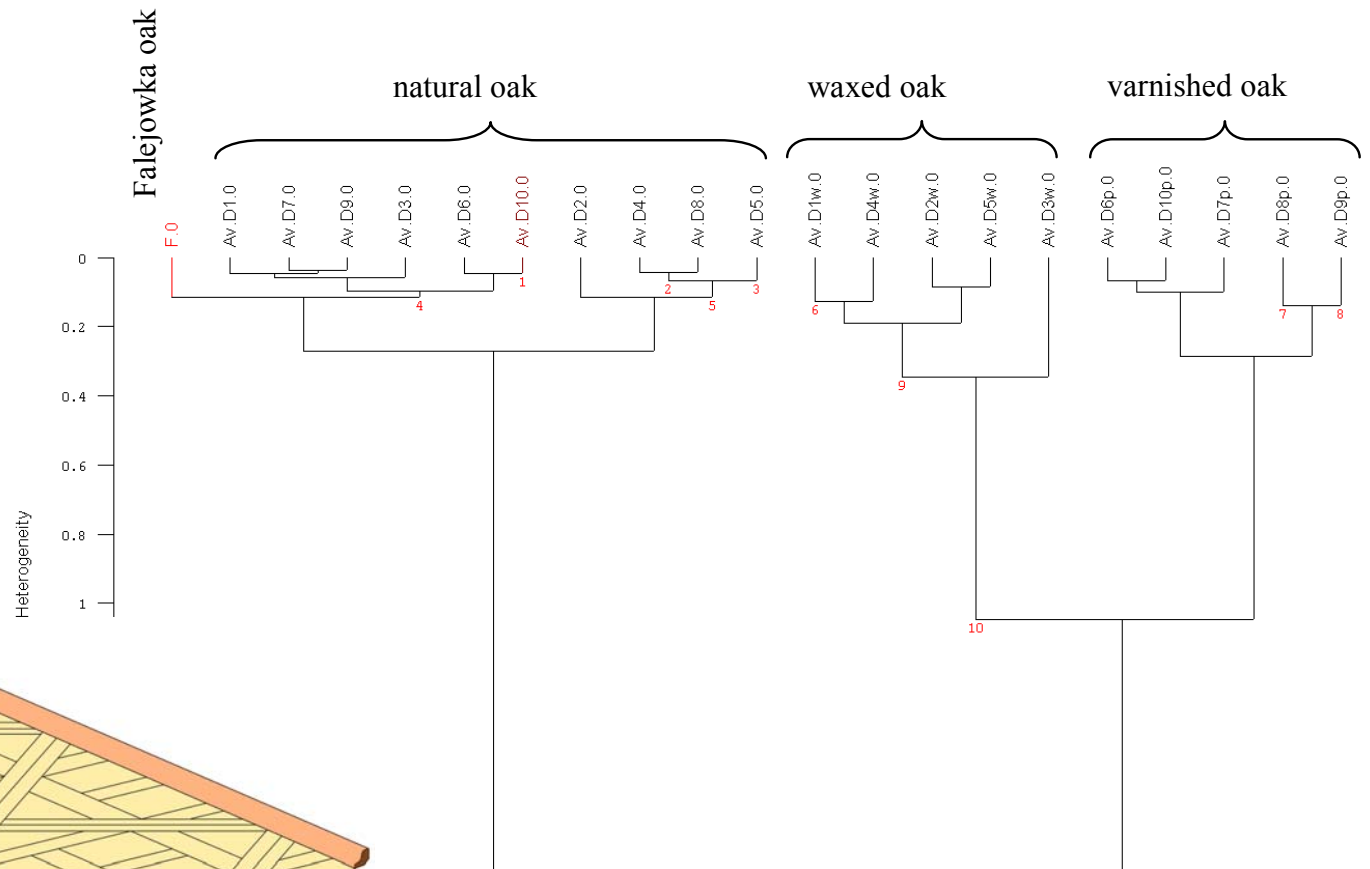 Falejowka oak
natural oak
waxed oak
varnished oak
F.0
Av.D1.0
Av.D7.0
Av.D9.0
Av.D3.0
Av.D6.0
Av.D10.0
Av.D2.0
Av.D4.0
Av.D8.0
Av.D5.0
Av.D1w.0
Av.D4w.0
Av.D2w.0
Av.D5w.0
Av.D3w.0
Av.D6p.0
Av.D10p.0
Av.D7p.0
Av.D8p.0
Av.D9p.0
Heterogeneity
0
0.2
0.4
0.6
0.8
1
1
2
3
4
5
6
7
8
9
10